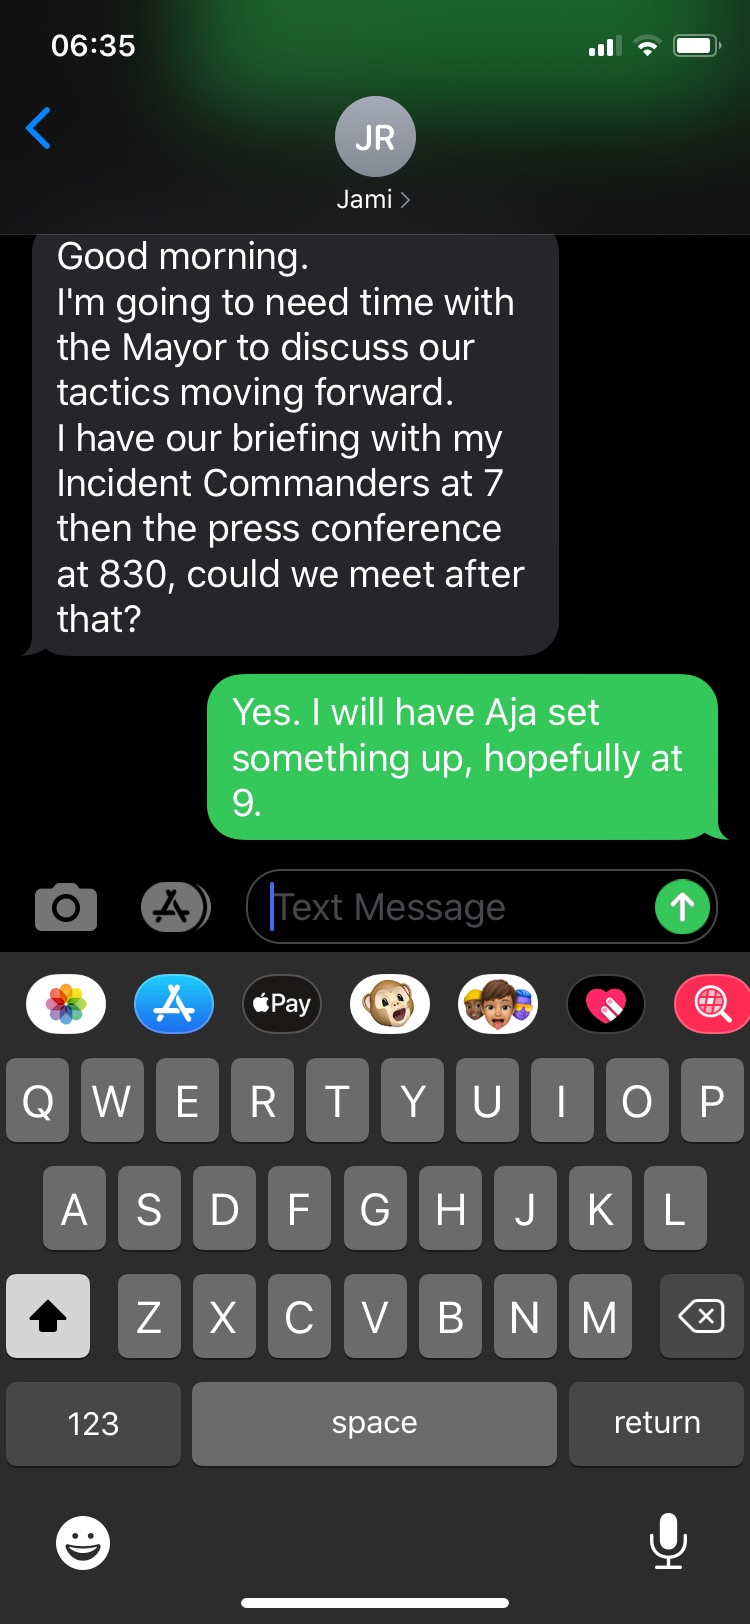 06:35
JR
Jami
Good morning.
I'm going to need time with
the Mayor to discuss our
tactics moving forward.
I have our briefing with my
Incident Commanders at 7
then the press conference
at 830, could we meet after
that?
Yes. I will have Aja set
something up, hopefully at
9.
Text Message
Pay
Q W E R T Y U I O P
A S D F G H J K L
Z X C V B N M
123 space return